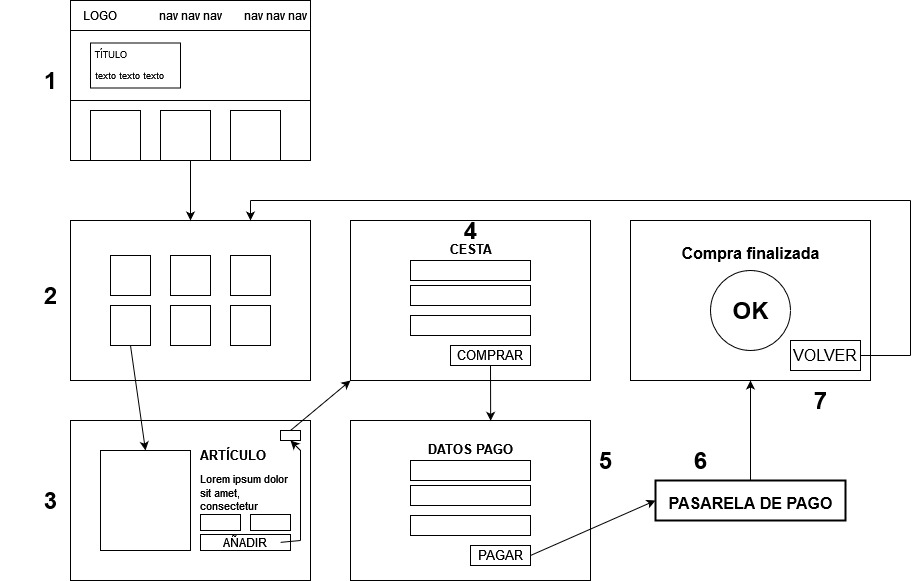 LOGO nav nav nav nav nav nav
TÍTULO
texto texto texto
1
2
4
CESTA
COMPRAR
Compra finalizada
OK
VOLVER
7
3
ARTÍCULO
Lorem ipsum dolor
sit amet,
consectetur
AÑADIR
DATOS PAGO
PAGAR
5
6
PASARELA DE PAGO